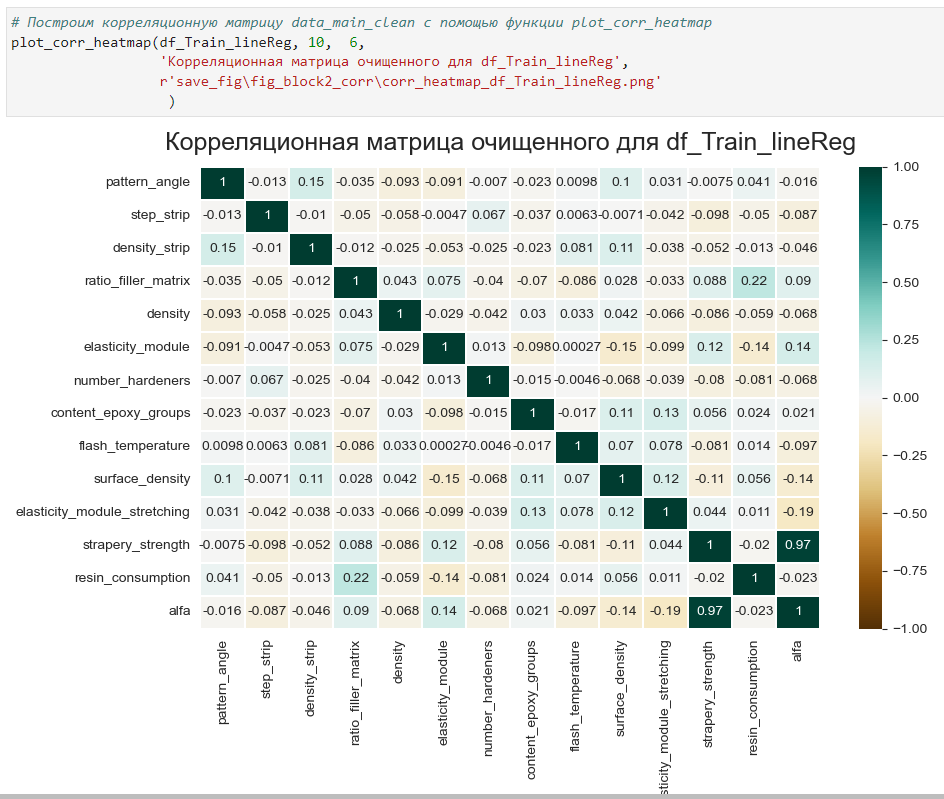 # Построим корреляционную матрицу data_main_clean с помощью функции plot_corr_heatmap
plot_corr_heatmap(df_Train_lineReg, 10,  6,
'Корреляционная матрица очищенного для df_Train_lineReg',
r'save_fig\fig_block2_corr\corr_heatmap_df_Train_lineReg.png'
)
Корреляционная матрица очищенного для df_Train_lineReg
pattern_angle 1 -0.013 0.15 -0.035 -0.093 -0.091 -0.007 -0.023 0.0098 0.1 0.031 -0.0075 0.041 -0.016
step_strip -0.013 1 -0.01 -0.05 -0.058 -0.0047 0.067 -0.037 0.0063 -0.0071 -0.042 -0.098 -0.05 -0.087
density_strip 0.15 -0.01 1 -0.012 -0.025 -0.053 -0.025 -0.023 0.081 0.11 -0.038 -0.052 -0.013 -0.046
ratio_filler_matrix -0.035 -0.05 -0.012 1 0.043 0.075 -0.04 -0.07 -0.086 0.028 -0.033 0.088 0.22 0.09
density -0.093 -0.058 -0.025 0.043 1 -0.029 -0.042 0.03 0.033 0.042 -0.066 -0.086 -0.059 -0.068
elasticity_module -0.091 -0.0047 -0.053 0.075 -0.029 1 0.013 -0.098 0.00027 -0.15 -0.099 0.12 -0.14 0.14
number_hardeners -0.007 0.067 -0.025 -0.04 -0.042 0.013 1 -0.015 -0.0046 -0.068 -0.039 -0.08 -0.081 -0.068
content_epoxy_groups -0.023 -0.037 -0.023 -0.07 0.03 -0.098 -0.015 1 -0.017 0.11 0.13 0.056 0.024 0.021
flash_temperature 0.0098 0.0063 0.081 -0.086 0.033 0.00027 -0.0046 -0.017 1 0.07 0.078 -0.081 0.014 -0.097
surface_density 0.1 -0.0071 0.11 0.028 0.042 -0.15 -0.068 0.11 0.07 1 0.12 -0.11 0.056 -0.14
elasticity_module_stretching 0.031 -0.042 -0.038 -0.033 -0.066 -0.099 -0.039 0.13 0.078 0.12 1 0.044 0.011 -0.19
strapery_strength -0.0075 -0.098 -0.052 0.088 -0.086 0.12 -0.08 0.056 -0.081 -0.11 0.044 1 -0.02 0.97
resin_consumption 0.041 -0.05 -0.013 0.22 -0.059 -0.14 -0.081 0.024 0.014 0.056 0.011 -0.02 1 -0.023
alfa -0.016 -0.087 -0.046 0.09 -0.068 0.14 -0.068 0.021 -0.097 -0.14 -0.19 0.97 -0.023 1
pattern_angle
step_strip
density_strip
ratio_filler_matrix
density
elasticity_module
number_hardeners
content_epoxy_groups
flash_temperature
surface_density
sticity_module_stretching
strapery_strength
resin_consumption
alfa
1.00
0.75
0.50
0.25
0.00
−0.25
−0.50
−0.75
−1.00